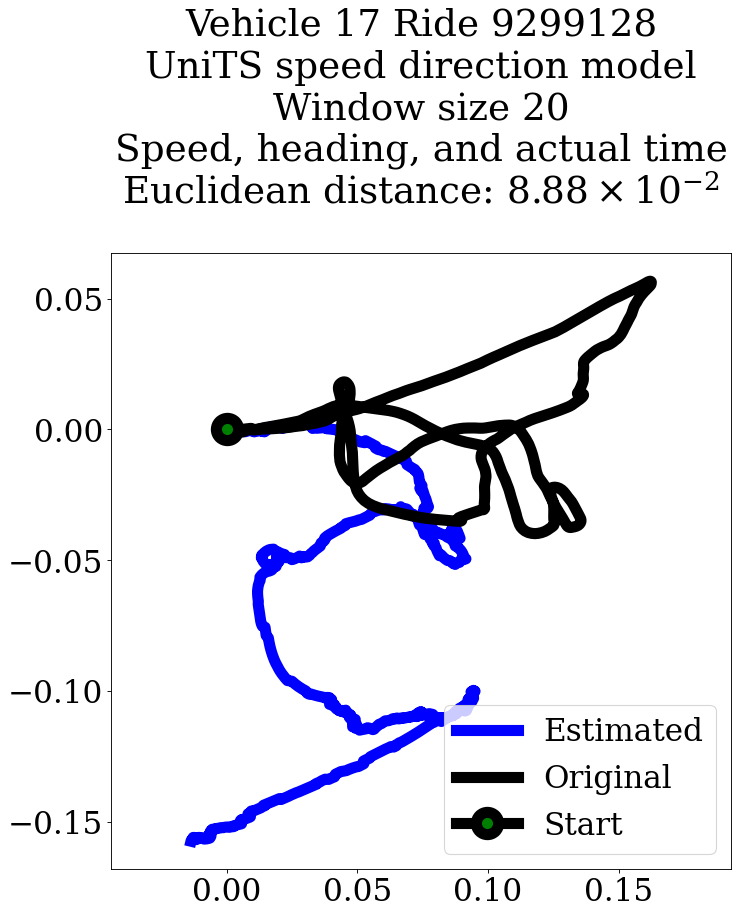 Vehicle 17 Ride 9299128
UniTS speed direction model
Window size 20
Speed, heading, and actual time
Euclidean distance: 8.88 × 10⁻²
0.05
0.00
−0.05
−0.10
−0.15
Estimated
Original
Start
0.00 0.05 0.10 0.15